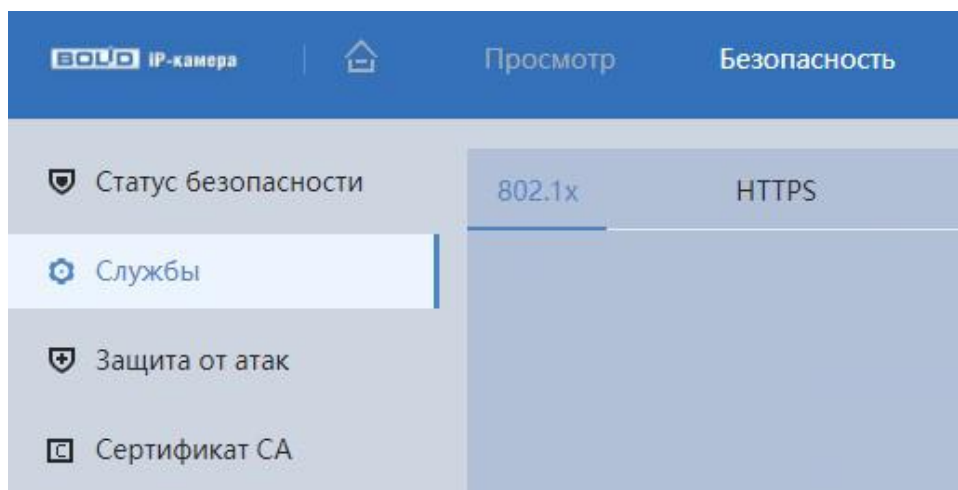 BOLID IP-камера
Просмотр
Безопасность
Статус безопасности
802.1x
HTTPS
Службы
Защита от атак
Сертификат CA